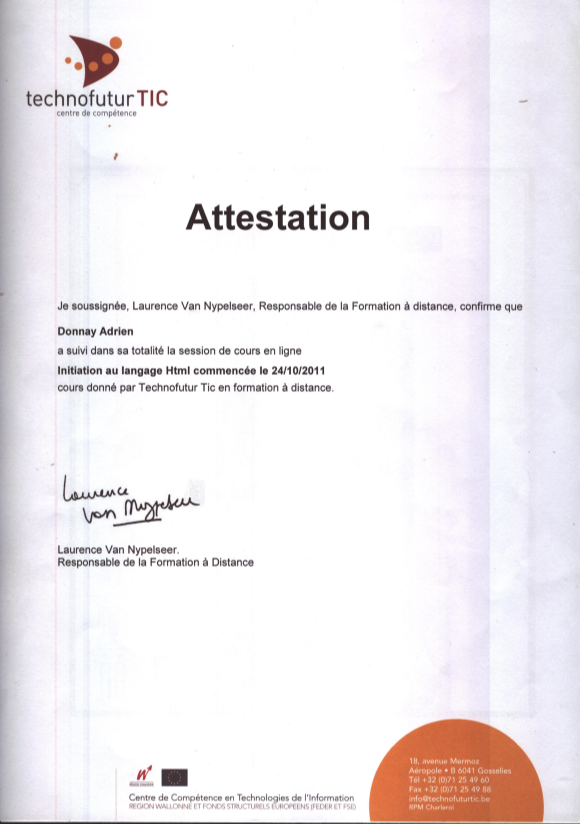 technofuturTIC
centre de compétence
Attestation
Je soussignée, Laurence Van Nypelseer, Responsable de la Formation à distance, confirme que
Donnay Adrien
a suivi dans sa totalité la session de cours en ligne
Initiation au langage Html commencée le 24/10/2011
cours donné par Technofutur Tic en formation à distance.
Laurence
Van Nypelseer
Laurence Van Nypelseer.
Responsable de la Formation à Distance
Centre de Compétence en Technologies de l'Information
REGION WALLONNE ET FONDS STRUCTURELS EUROPEENS (FEDER ET FSE)
18, avenue Mermoz
Aéropole • B 6041 Gosselies
Tél +32 (0)71 25 49 60
Fax +32 (0)71 25 49 88
info@technofuturtic.be
RPM Charleroi